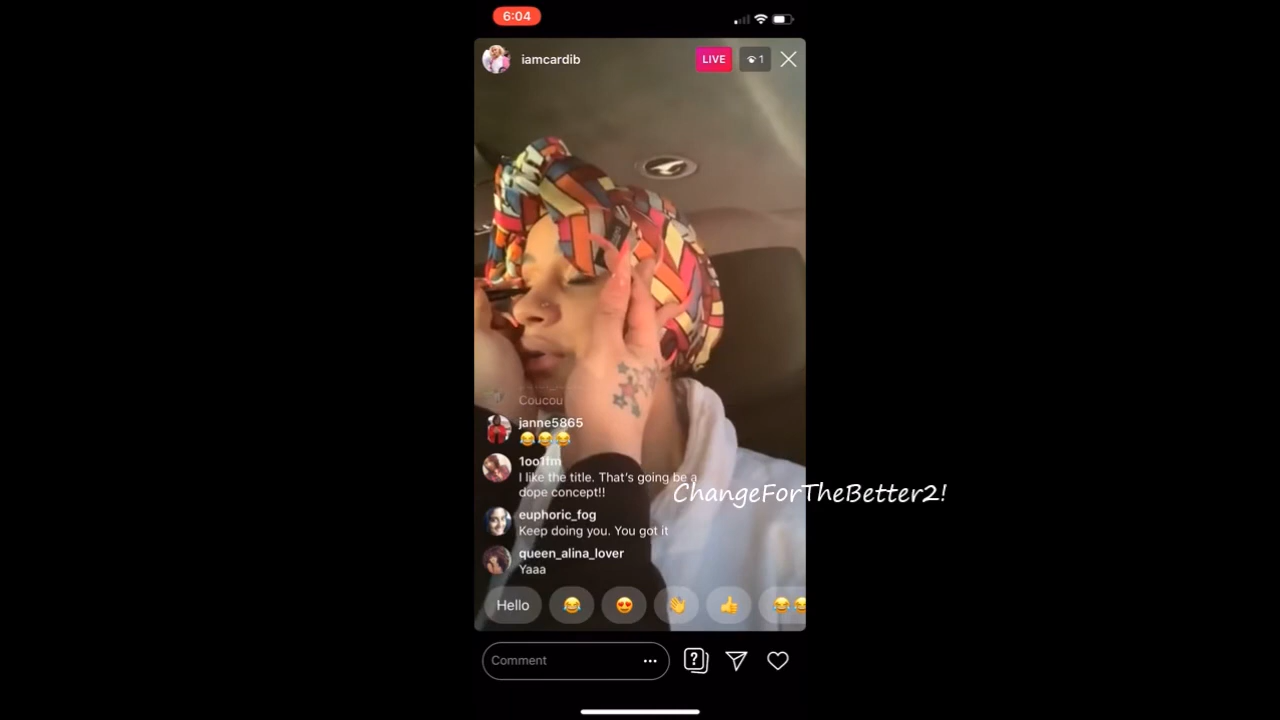 6:04
iamcardib
LIVE
1
Coucou
janne5865
😂😂😂
1oo1fm
I like the title. That's going be a
dope concept!!
ChangeForTheBetter2!
euphoric_fog
Keep doing you. You got it
queen_alina_lover
Yaaa
Hello
Comment